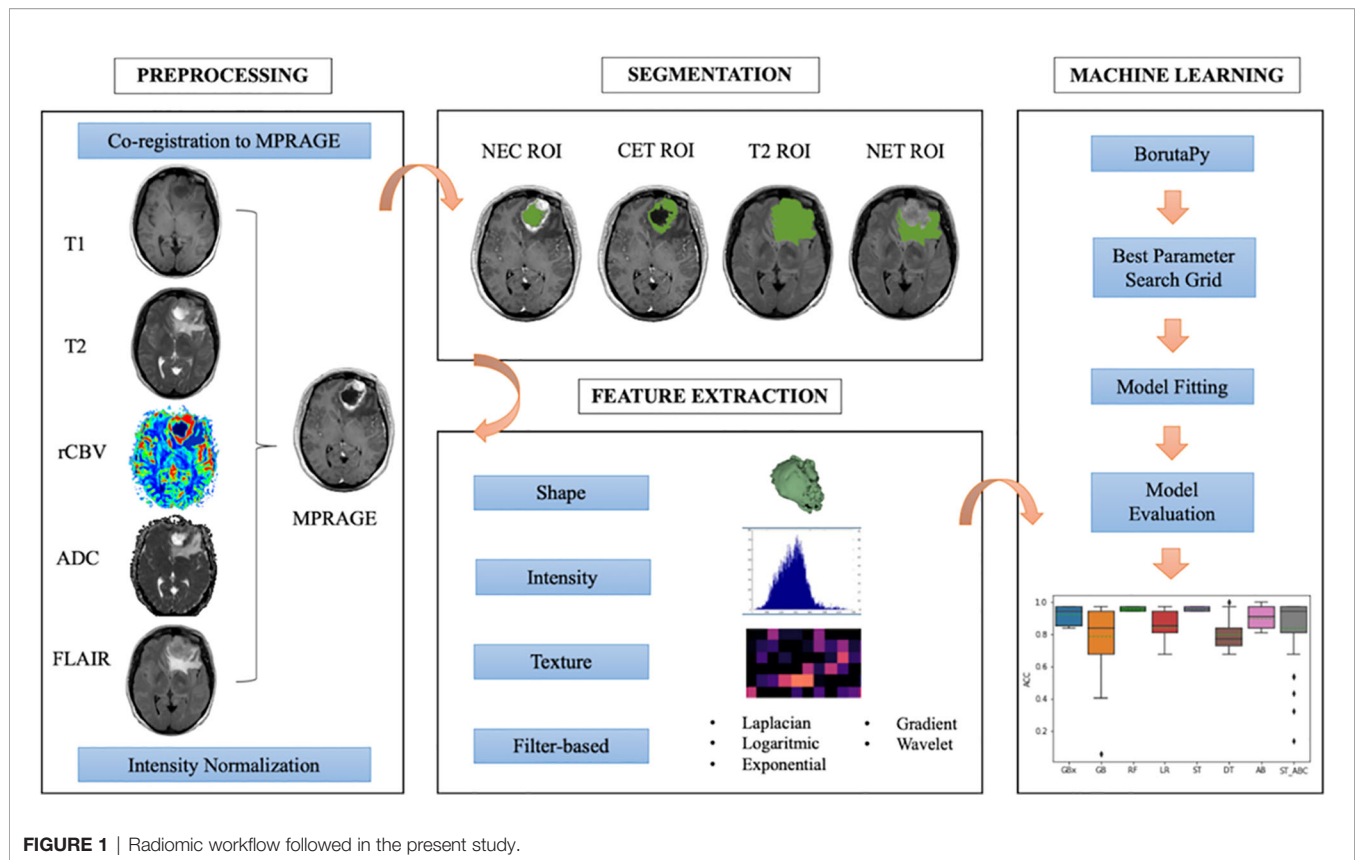 PREPROCESSING
Co-registration to MPRAGE
T1
T2
rCBV
ADC
FLAIR
MPRAGE
Intensity Normalization
SEGMENTATION
NEC ROI
CET ROI
T2 ROI
NET ROI
FEATURE EXTRACTION
Shape
Intensity
Texture
Filter-based
• Laplacian
• Logaritmic
• Exponential
• Gradient
• Wavelet
MACHINE LEARNING
BorutaPy
Best Parameter
Search Grid
Model Fitting
Model
Evaluation
ACC
1.0
0.8
0.6
0.4
0.2
GBx
GB
RF
LR
ST
DT
AB
ST_ABC
FIGURE 1 | Radiomic workflow followed in the present study.